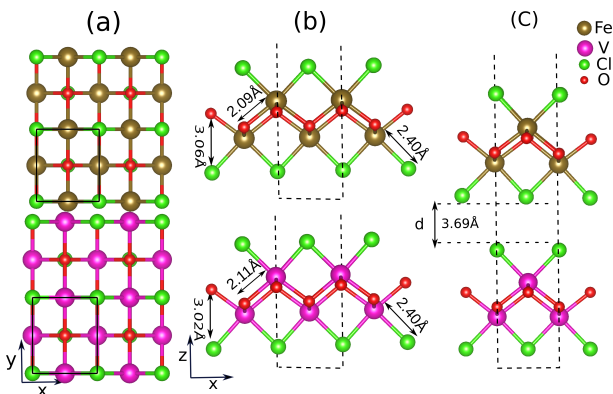 (a)
(b)
(C)
Fe
V
Cl
O
2.09Å
3.06Å
2.40Å
d
3.69Å
2.11Å
3.02Å
2.40Å
y
x
z
x